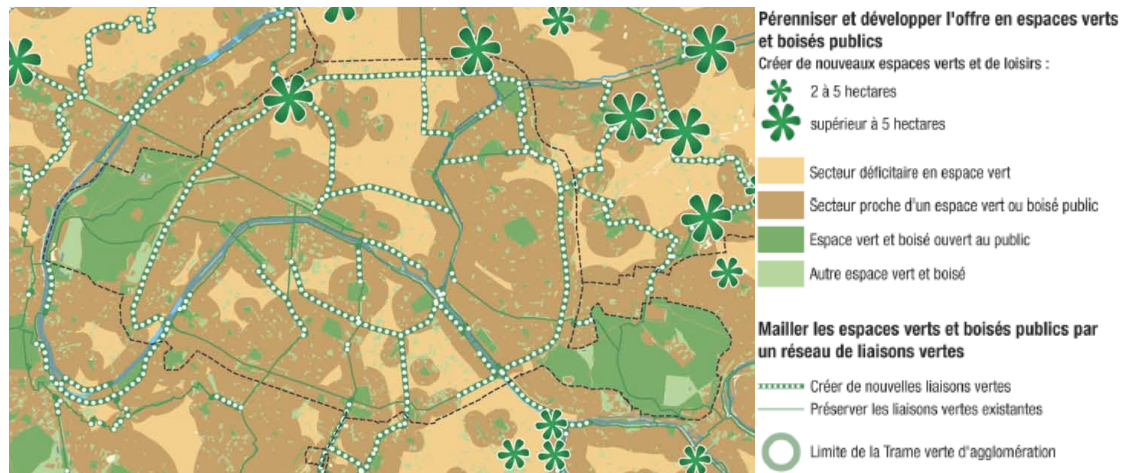 Pérenniser et développer l'offre en espaces verts
et boisés publics
Créer de nouveaux espaces verts et de loisirs :
2 à 5 hectares
supérieur à 5 hectares
Secteur déficitaire en espace vert
Secteur proche d'un espace vert ou boisé public
Espace vert et boisé ouvert au public
Autre espace vert et boisé
Mailler les espaces verts et boisés publics par
un réseau de liaisons vertes
Créer de nouvelles liaisons vertes
Préserver les liaisons vertes existantes
Limite de la Trame verte d'agglomération